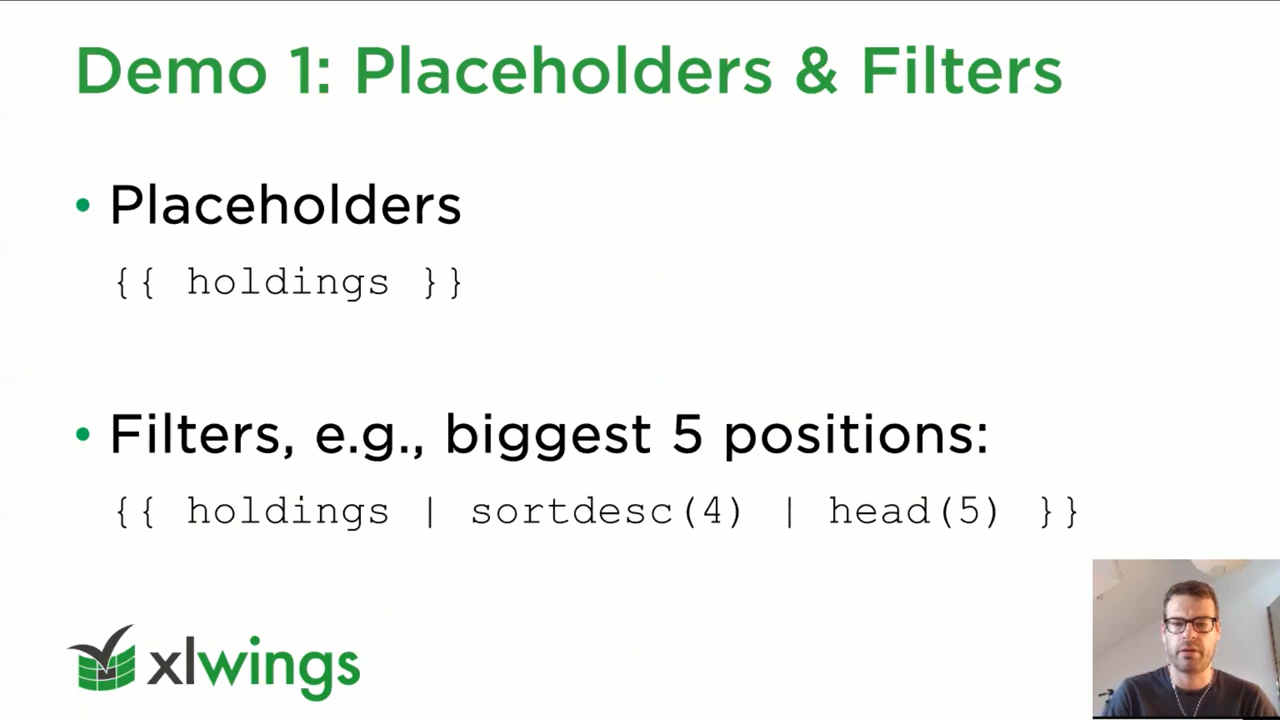 Demo 1: Placeholders & Filters
• Placeholders
{{ holdings }}
• Filters, e.g., biggest 5 positions:
{{ holdings | sortdesc(4) | head(5) }}
xlwings